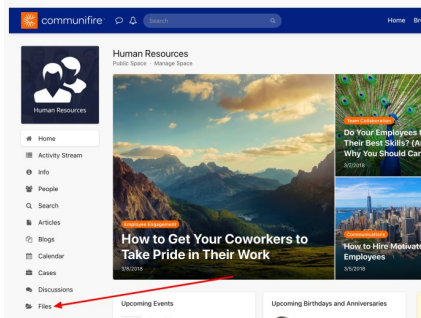 communifire
Search
Home
Human Resources
Public Space · Manage Space
Human Resources
Home
Activity Stream
Info
People
Search
Articles
Blogs
Calendar
Cases
Discussions
Files
Employee Engagement
How to Get Your Coworkers to
Take Pride in Their Work
3/8/2018
Team Collaboration
Do Your Employees
Their Best Skills?
Why You Should
3/7/2018
Communications
How to Hire
Employees
3/5/2018
Upcoming Events
Upcoming Birthdays and Anniversaries